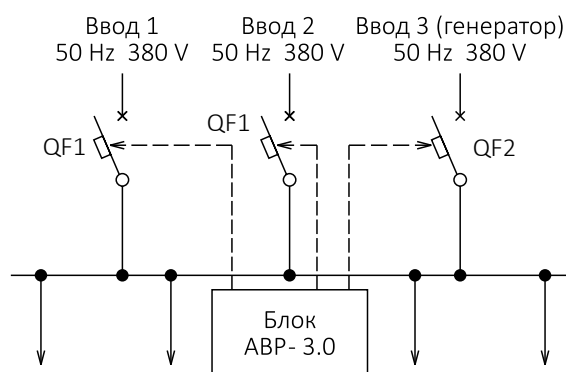 Ввод 1
50 Hz 380 V
Ввод 2
50 Hz 380 V
Ввод 3 (генератор)
50 Hz 380 V
QF1
QF1
QF2
Блок
АВР- 3.0